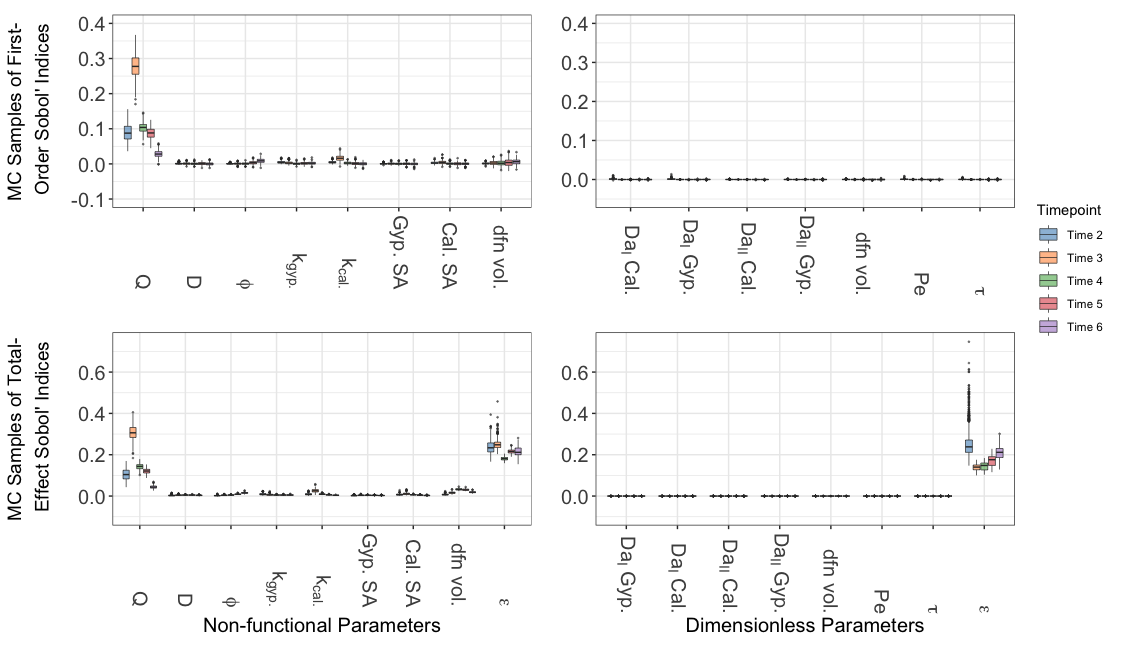 MC Samples of First-
Order Sobol' Indices
0.4
0.3
0.2
0.1
0.0
-0.1
Q
D
ϕ
kgyp.
kcal.
Gyp. SA
Cal. SA
dfn vol.
0.4
0.3
0.2
0.1
0.0
DaI Cal.
DaI Gyp.
DaII Cal.
DaII Gyp.
dfn vol.
Pe
τ
Timepoint
Time 2
Time 3
Time 4
Time 5
Time 6
MC Samples of Total-
Effect Sobol' Indices
0.6
0.4
0.2
0.0
Q
D
ϕ
kgyp.
kcal.
Gyp. SA
Cal. SA
dfn vol.
ε
Non-functional Parameters
0.6
0.4
0.2
0.0
DaI Gyp.
DaI Cal.
DaII Cal.
DaII Gyp.
dfn vol.
Pe
τ
ε
Dimensionless Parameters